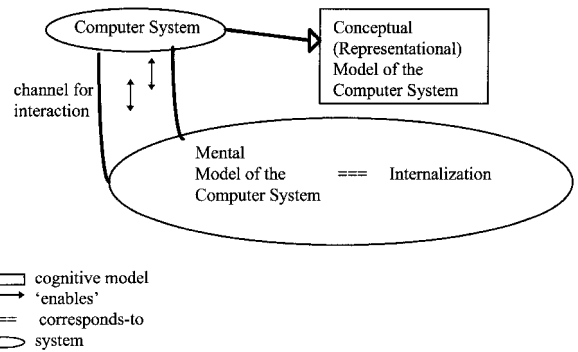 Computer System
Conceptual
(Representational)
Model of the
Computer System
channel for
interaction
Mental
Model of the === Internalization
Computer System
cognitive model
‘enables’
== corresponds-to
system